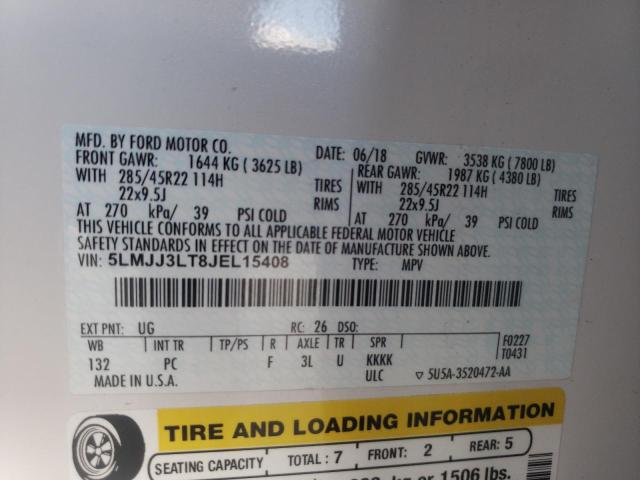 MFD. BY FORD MOTOR CO. DATE: 06/18 GVWR: 3538 KG (7800 LB)
FRONT GAWR: 1644 KG (3625 LB) REAR GAWR: 1987 KG (4380 LB)
WITH 285/45R22 114H TIRES WITH 285/45R22 114H TIRES
22x9.5J RIMS 22x9.5J RIMS
AT 270 kPa/ 39 PSI COLD AT 270 kPa/ 39 PSI COLD
THIS VEHICLE CONFORMS TO ALL APPLICABLE FEDERAL MOTOR VEHICLE
SAFETY STANDARDS IN EFFECT ON THE DATE OF MANUFACTURE SHOWN ABOVE.
VIN: 5LMJJ3LT8JEL15408 TYPE: MPV
EXT PNT: UG RC: 26 DSO:
WB INT TR TP/PS R AXLE TR SPR F0227
132 PC F 3L U KKKK T0431
MADE IN U.S.A. ULC 5U5A-3520472-AA
TIRE AND LOADING INFORMATION
SEATING CAPACITY TOTAL: 7 FRONT: 2 REAR: 5
kg or 1506 lbs.